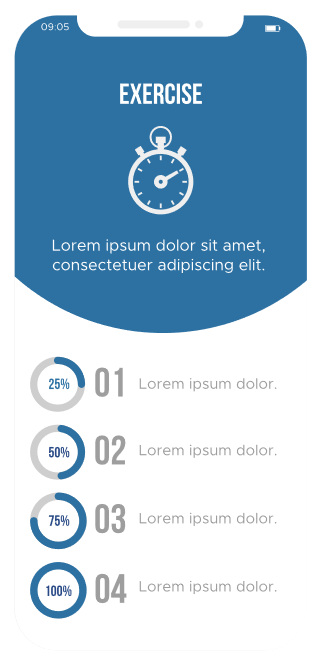 09:05
EXERCISE
Lorem ipsum dolor sit amet,
consectetuer adipiscing elit.
25% 01 Lorem ipsum dolor.
50% 02 Lorem ipsum dolor.
75% 03 Lorem ipsum dolor.
100% 04 Lorem ipsum dolor.